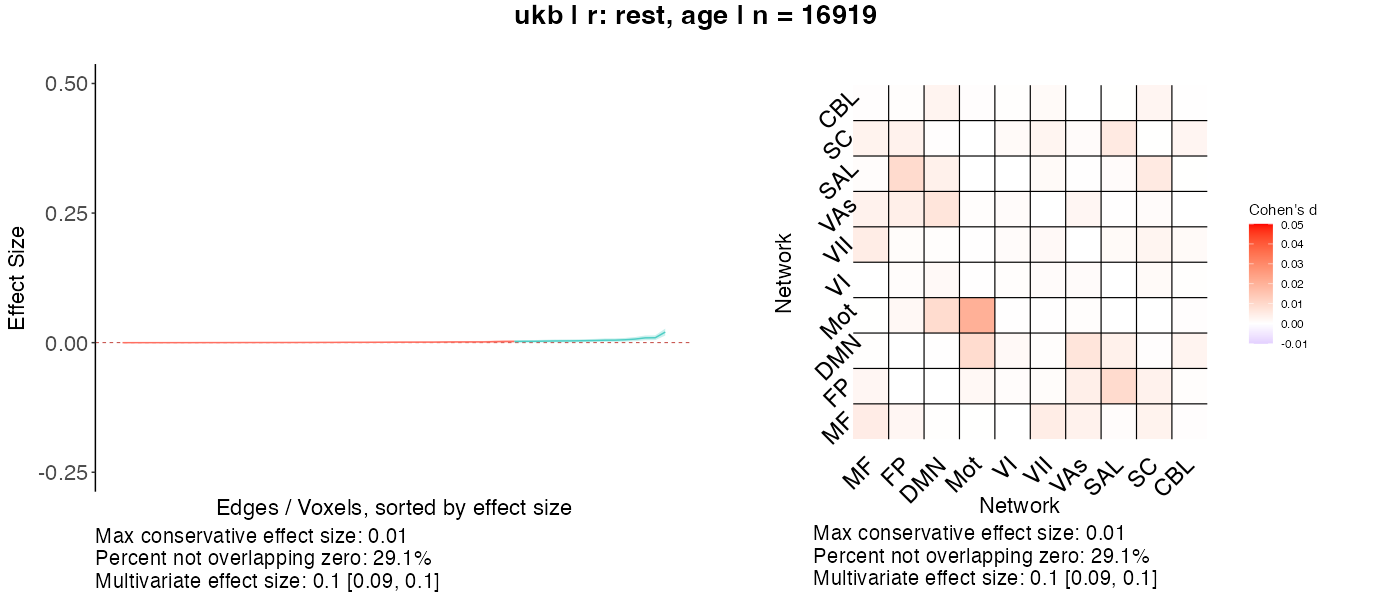 ukb | r: rest, age | n = 16919
0.50
0.25
0.00
-0.25
Effect Size
Edges / Voxels, sorted by effect size
Max conservative effect size: 0.01
Percent not overlapping zero: 29.1%
Multivariate effect size: 0.1 [0.09, 0.1]
Network
CBL
SC
SAL
VAs
VII
VI
Mot
DMN
FP
MF
MF
FP
DMN
Mot
VI
VII
VAs
SAL
SC
CBL
Network
Max conservative effect size: 0.01
Percent not overlapping zero: 29.1%
Multivariate effect size: 0.1 [0.09, 0.1]
Cohen's d
0.05
0.04
0.03
0.02
0.01
0.00
-0.01